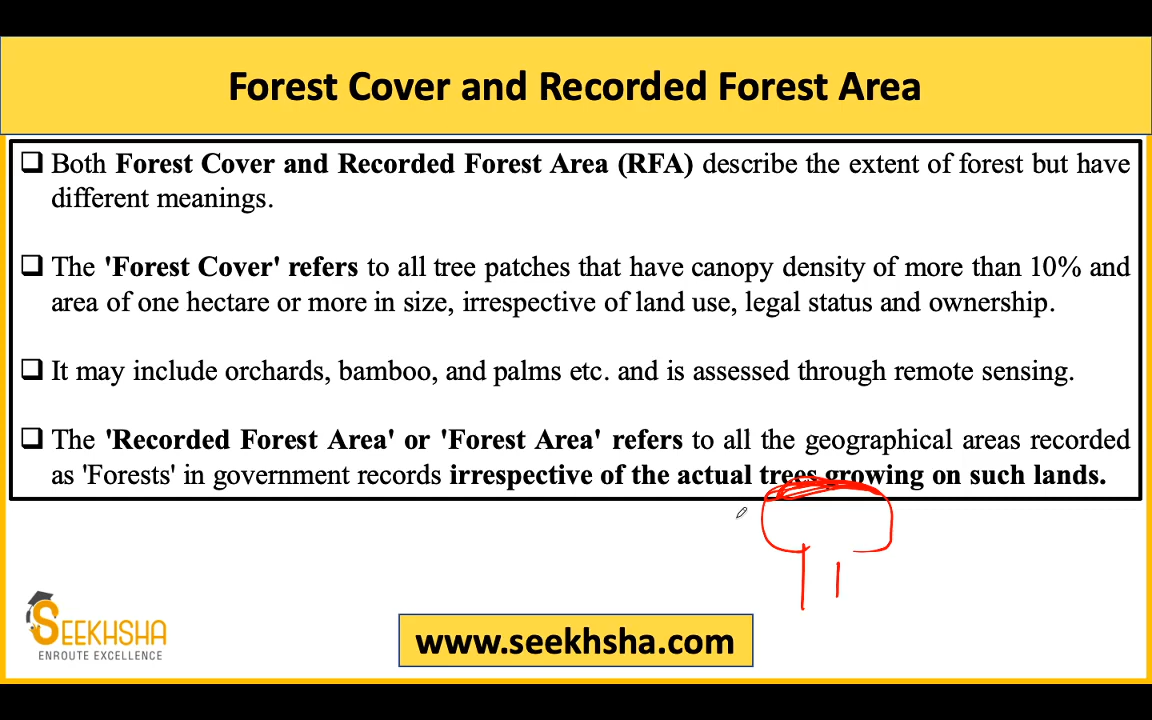 Forest Cover and Recorded Forest Area
❑ Both Forest Cover and Recorded Forest Area (RFA) describe the extent of forest but have
different meanings.
❑ The 'Forest Cover' refers to all tree patches that have canopy density of more than 10% and
area of one hectare or more in size, irrespective of land use, legal status and ownership.
❑ It may include orchards, bamboo, and palms etc. and is assessed through remote sensing.
❑ The 'Recorded Forest Area' or 'Forest Area' refers to all the geographical areas recorded
as 'Forests' in government records irrespective of the actual trees growing on such lands.
SEEKHSHA
ENROUTE EXCELLENCE
www.seekhsha.com